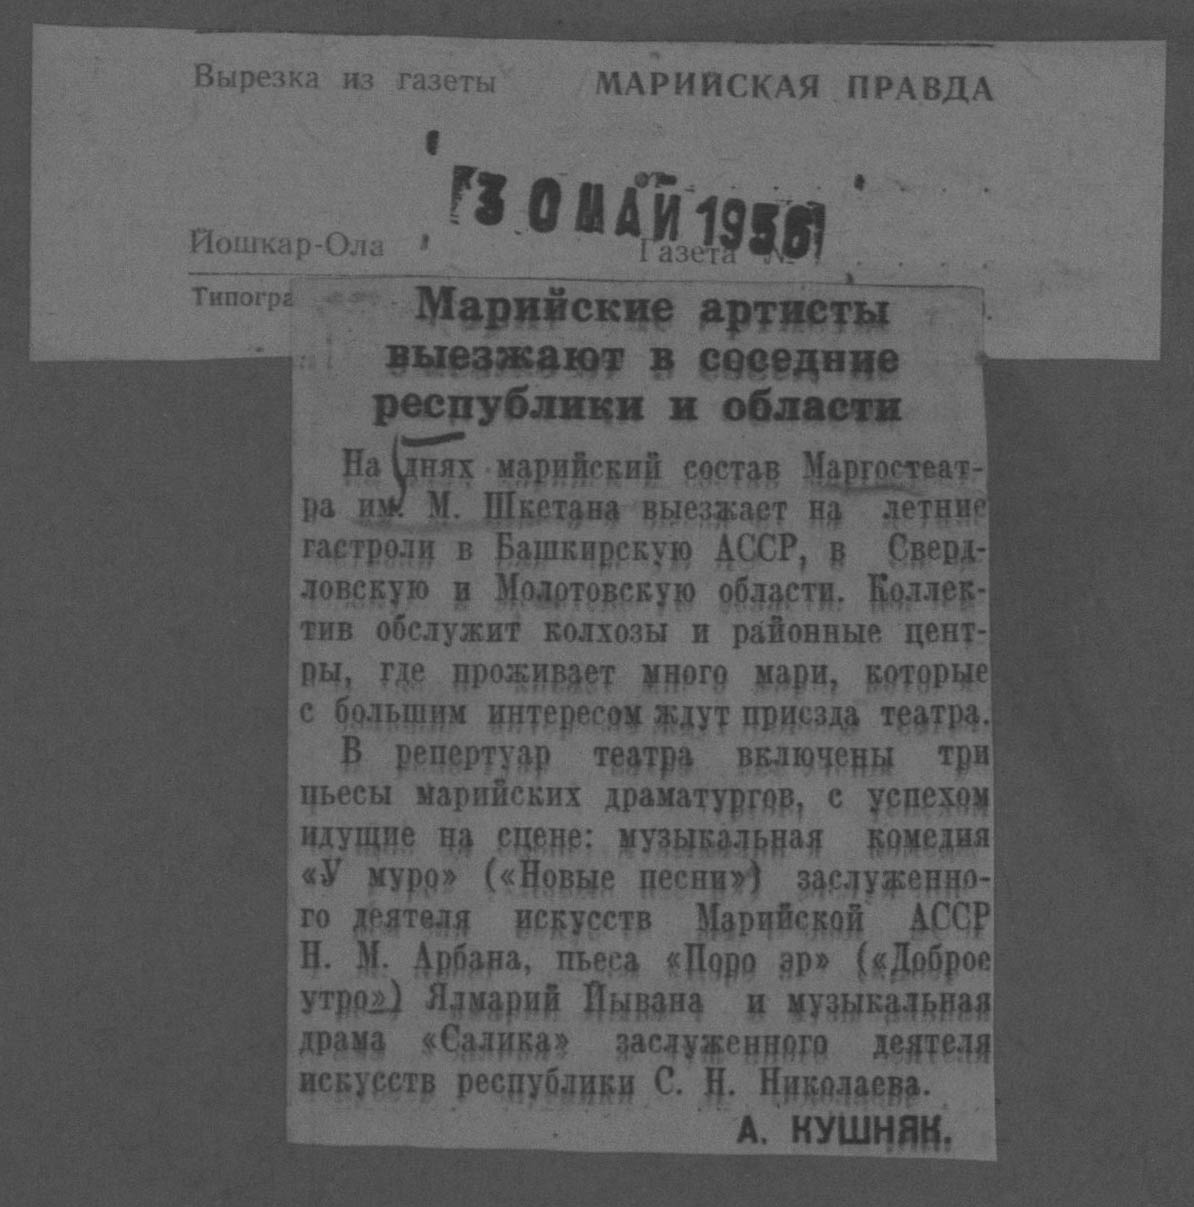 Вырезка из газеты МАРИЙСКАЯ ПРАВДА
30 МАЙ 1956
Йошкар-Ола Газета №
Типогра
Марийские артисты
выезжают в соседние
республики и области
На днях марийский состав Маргостеат-
ра им. М. Шкетана выезжает на летние
гастроли в Башкирскую АССР, в Сверд-
ловскую и Молотовскую области. Коллек-
тив обслужит колхозы и районные цент-
ры, где проживает много мари, которые
с большим интересом ждут приезда театра.
В репертуар театра включены три
пьесы марийских драматургов, с успехом
идущие на сцене: музыкальная комедия
«У муро» («Новые песни») заслуженно-
го деятеля искусств Марийской АССР
Н. М. Арбана, пьеса «Поро эр» («Доброе
утро») Ялмарий Йывана и музыкальная
драма «Салика» заслуженного деятеля
искусств республики С. Н. Николаева.
А. КУШНЯК.